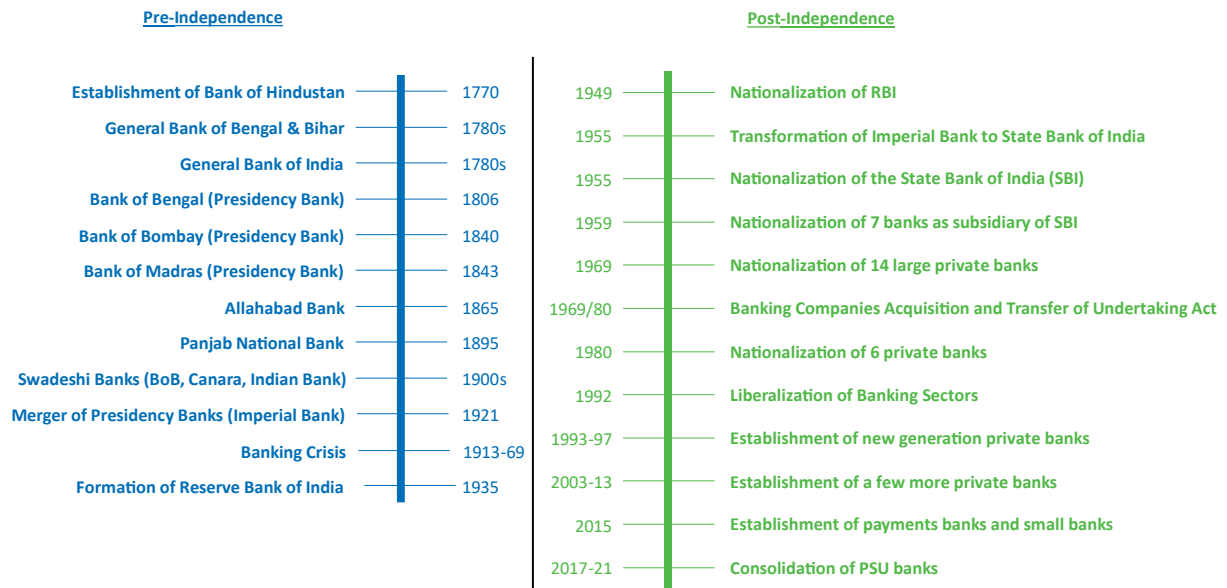 Pre-Independence
Establishment of Bank of Hindustan 1770
General Bank of Bengal & Bihar 1780s
General Bank of India 1780s
Bank of Bengal (Presidency Bank) 1806
Bank of Bombay (Presidency Bank) 1840
Bank of Madras (Presidency Bank) 1843
Allahabad Bank 1865
Panjab National Bank 1895
Swadeshi Banks (BoB, Canara, Indian Bank) 1900s
Merger of Presidency Banks (Imperial Bank) 1921
Banking Crisis 1913-69
Formation of Reserve Bank of India 1935
Post-Independence
1949 Nationalization of RBI
1955 Transformation of Imperial Bank to State Bank of India
1955 Nationalization of the State Bank of India (SBI)
1959 Nationalization of 7 banks as subsidiary of SBI
1969 Nationalization of 14 large private banks
1969/80 Banking Companies Acquisition and Transfer of Undertaking Act
1980 Nationalization of 6 private banks
1992 Liberalization of Banking Sectors
1993-97 Establishment of new generation private banks
2003-13 Establishment of a few more private banks
2015 Establishment of payments banks and small banks
2017-21 Consolidation of PSU banks